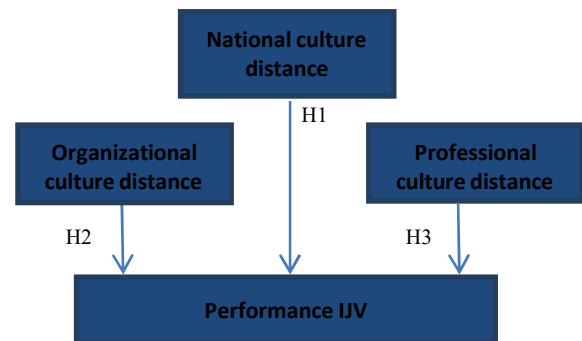 National culture
distance
H1
Organizational
culture distance
Professional
culture distance
H2
H3
Performance IJV